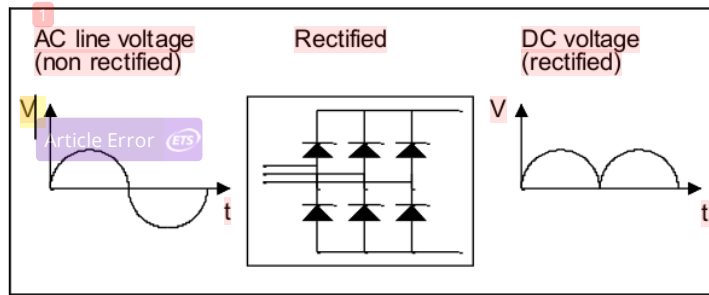 1
AC line voltage
(non rectified)
Rectified
DC voltage
(rectified)
V
Article Error ETS
t
V
t